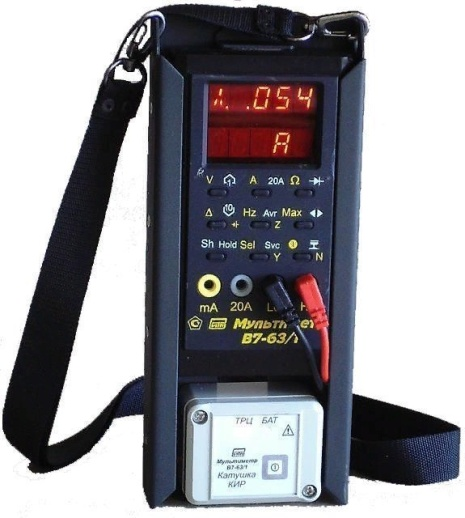 .054
A
V A 20A Ω
Δ Hz Avr Max
Z
Sh Hold Sel Svc
Y N
mA 20A
Мультиметр
В7-63/1
ТРЦ БАТ
Мультиметр
В7-63/1
Катушка
КИР